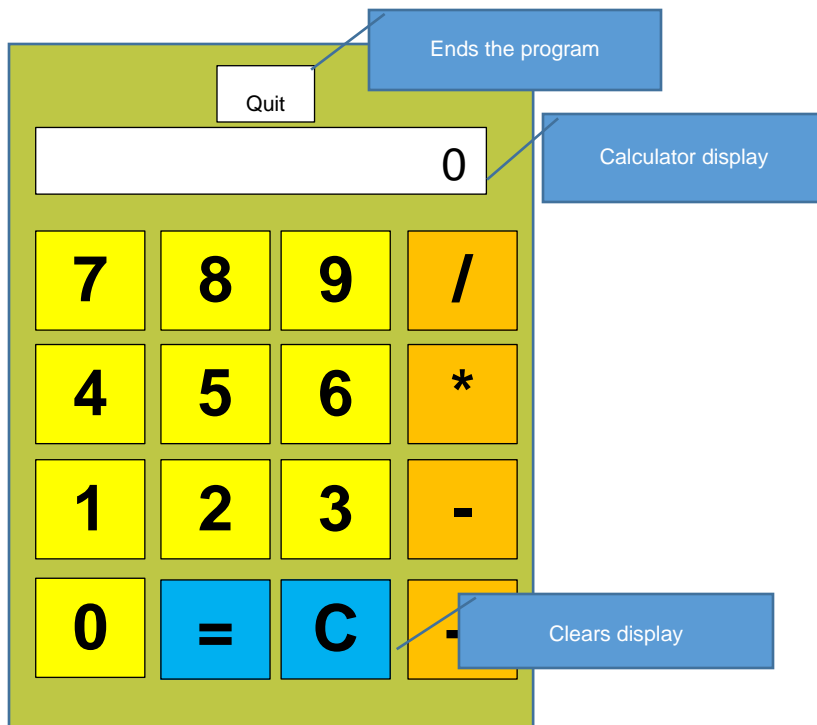 Ends the program
Quit
Calculator display
0
7 8 9 /
4 5 6 *
1 2 3 -
0 = C
Clears display